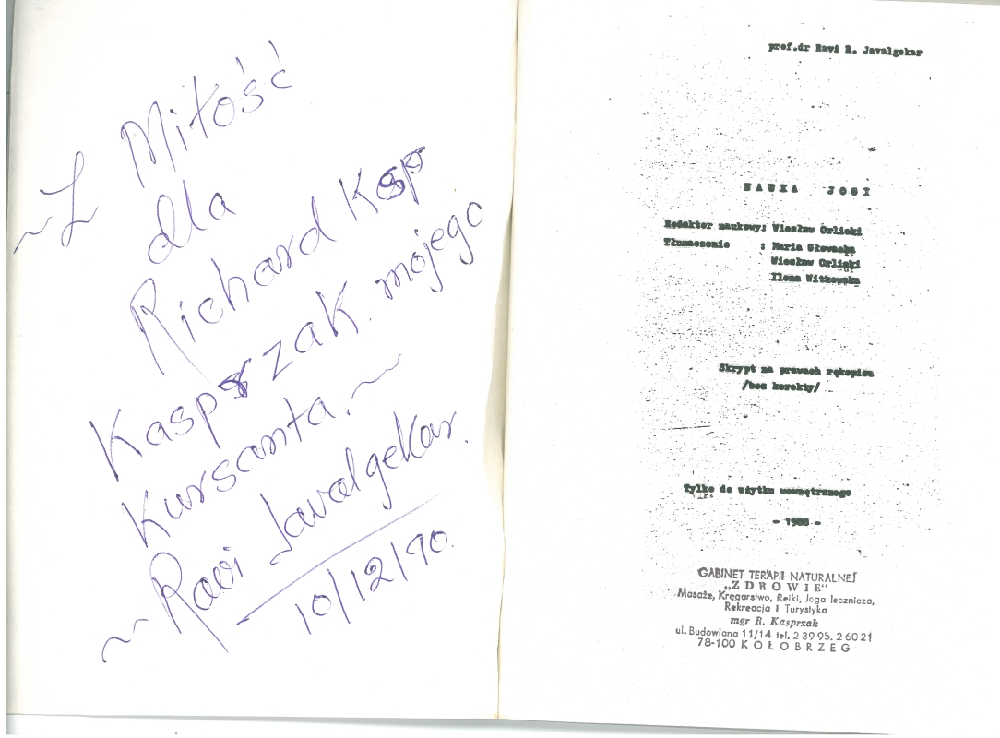 ~ Z Miłość
dla
Richard Kasp
Kasprzak mojego
Kursanta. ~
~ Ravi Javalgekar.
10/12/90.
prof.dr Rawi R. Javalgekar
NAUKA JOGI
Redaktor naukowy: Wiesław Orlicki
Tłumaczenie : Maria Głowacka
Wiesław Orlicki
Ilona Witkowska
Skrypt na prawach rękopisu
/bez korekty/
Tylko do użytku wewnętrznego
- 1988 -
GABINET TERAPII NATURALNEJ
„ZDROWIE"
Masaże, Kręgarstwo, Reiki, Joga lecznicza,
Rekreacja i Turystyka
mgr R. Kasprzak
ul. Budowlana 11/14 tel. 2 39 95, 2 60 21
78-100 KOŁOBRZEG